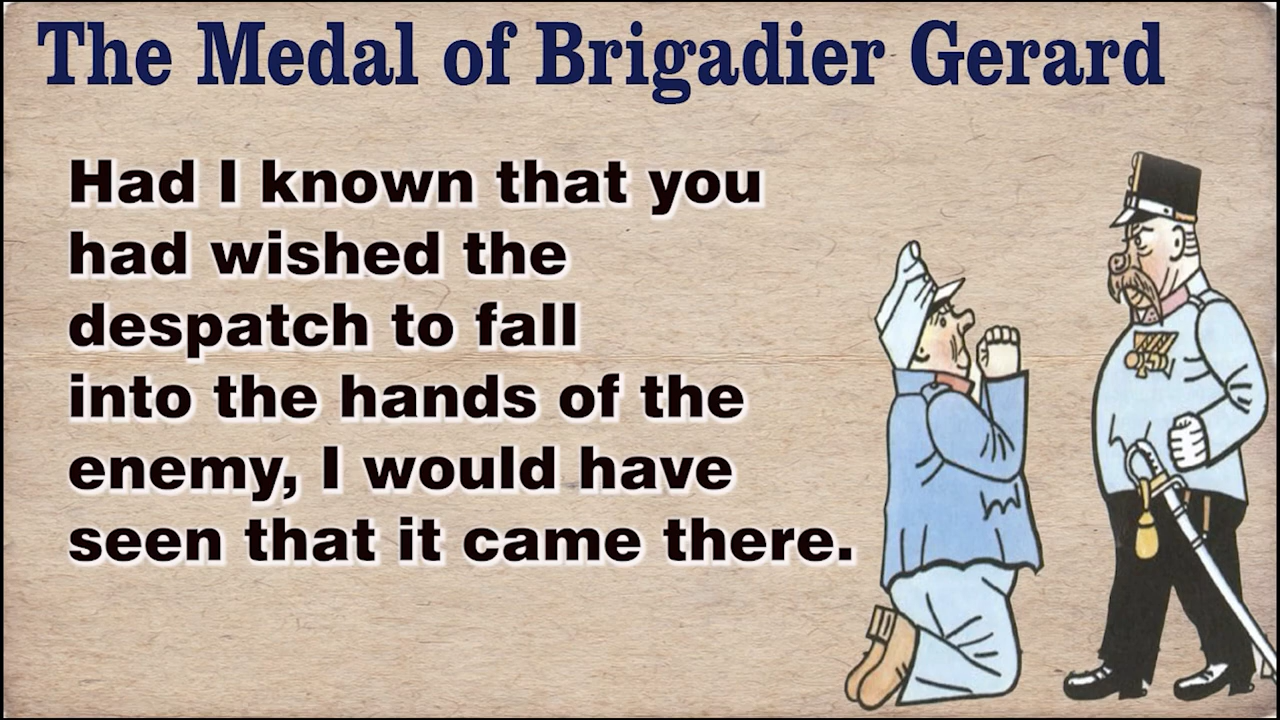 The Medal of Brigadier Gerard
Had I known that you
had wished the
despatch to fall
into the hands of the
enemy, I would have
seen that it came there.